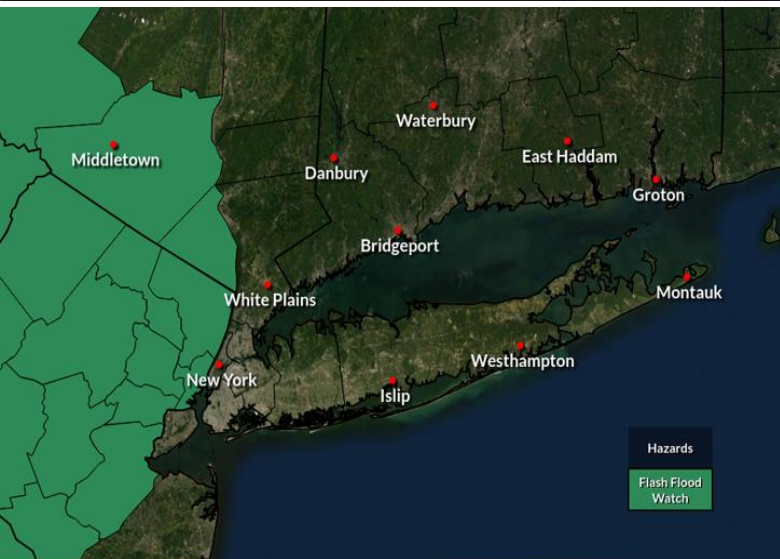 Waterbury
Middletown
East Haddam
Danbury
Groton
Bridgeport
White Plains
Montauk
Westhampton
New York
Islip
Hazards
Flash Flood
Watch